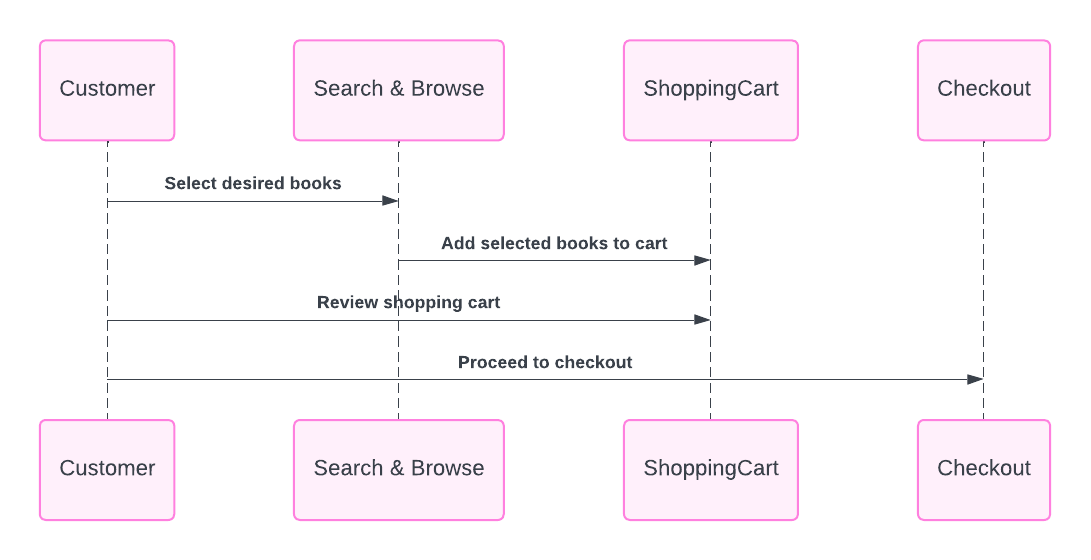 Customer
Search & Browse
ShoppingCart
Checkout
Select desired books
Add selected books to cart
Review shopping cart
Proceed to checkout
Customer
Search & Browse
ShoppingCart
Checkout